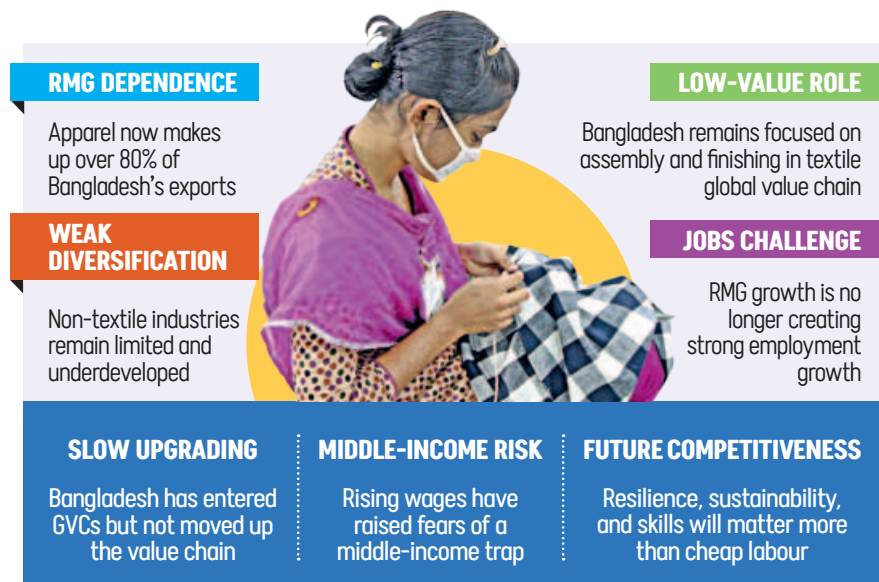 RMG DEPENDENCE
Apparel now makes
up over 80% of
Bangladesh's exports
WEAK
DIVERSIFICATION
Non-textile industries
remain limited and
underdeveloped
LOW-VALUE ROLE
Bangladesh remains focused on
assembly and finishing in textile
global value chain
JOBS CHALLENGE
RMG growth is no
longer creating
strong employment
growth
SLOW UPGRADING
Bangladesh has entered
GVCs but not moved up
the value chain
MIDDLE-INCOME RISK
Rising wages have
raised fears of a
middle-income trap
FUTURE COMPETITIVENESS
Resilience, sustainability,
and skills will matter more
than cheap labour